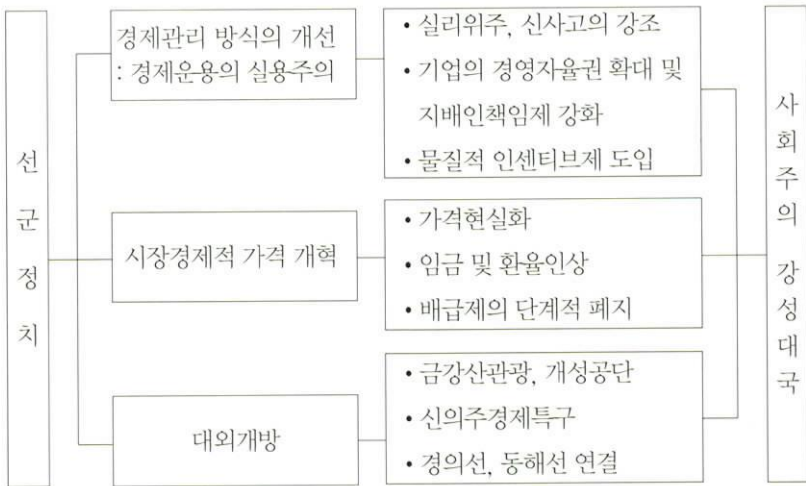 선군정치
경제관리 방식의 개선
: 경제운용의 실용주의
• 실리위주, 신사고의 강조
• 기업의 경영자율권 확대 및
지배인책임제 강화
• 물질적 인센티브제 도입
시장경제적 가격 개혁
• 가격현실화
• 임금 및 환율인상
• 배급제의 단계적 폐지
대외개방
• 금강산관광, 개성공단
• 신의주경제특구
• 경의선, 동해선 연결
사회주의 강성대국